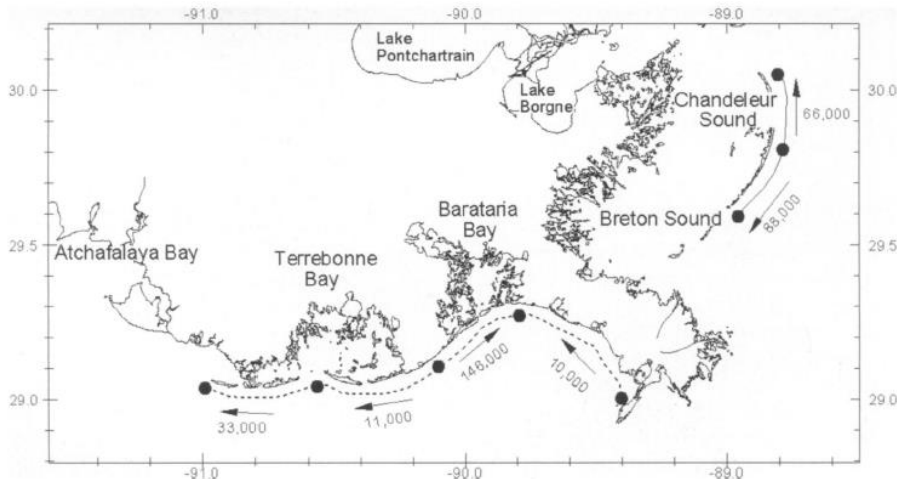 -91.0 -90.0 -89.0
Lake
Pontchartrain
Lake
Borgne
30.0
30.0
Chandeleur
Sound
66,000
Breton Sound
88,000
Barataria
Bay
29.5
29.5
Atchafalaya Bay
Terrebonne
Bay
148,000
10,000
29.0
29.0
11,000
33,000
-91.0 -90.0 -89.0